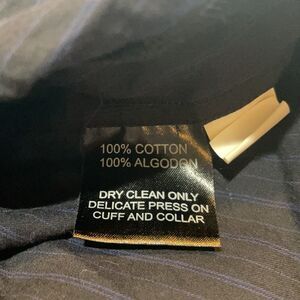 100% COTTON
100% ALGODON
DRY CLEAN ONLY
DELICATE PRESS ON
CUFF AND COLLAR